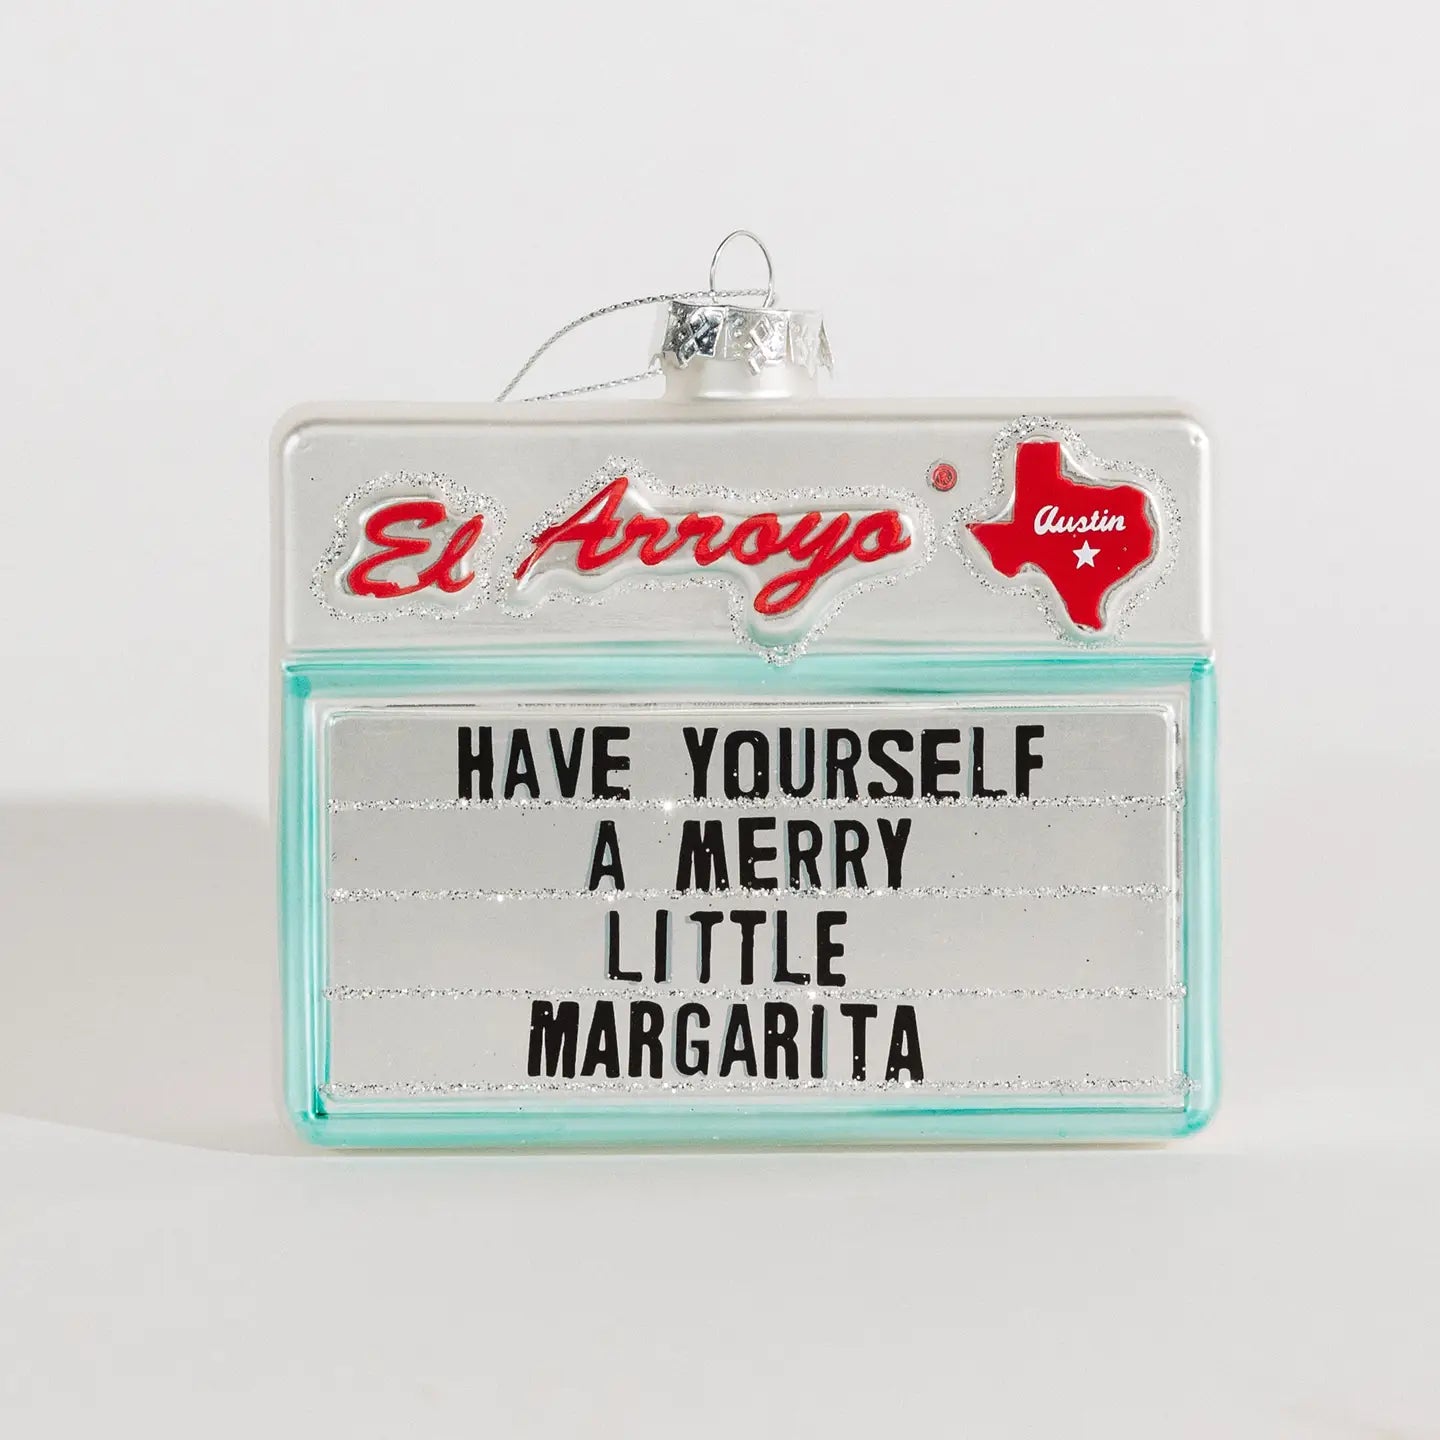 El Arroyo
Austin
HAVE YOURSELF
A MERRY
LITTLE
MARGARITA